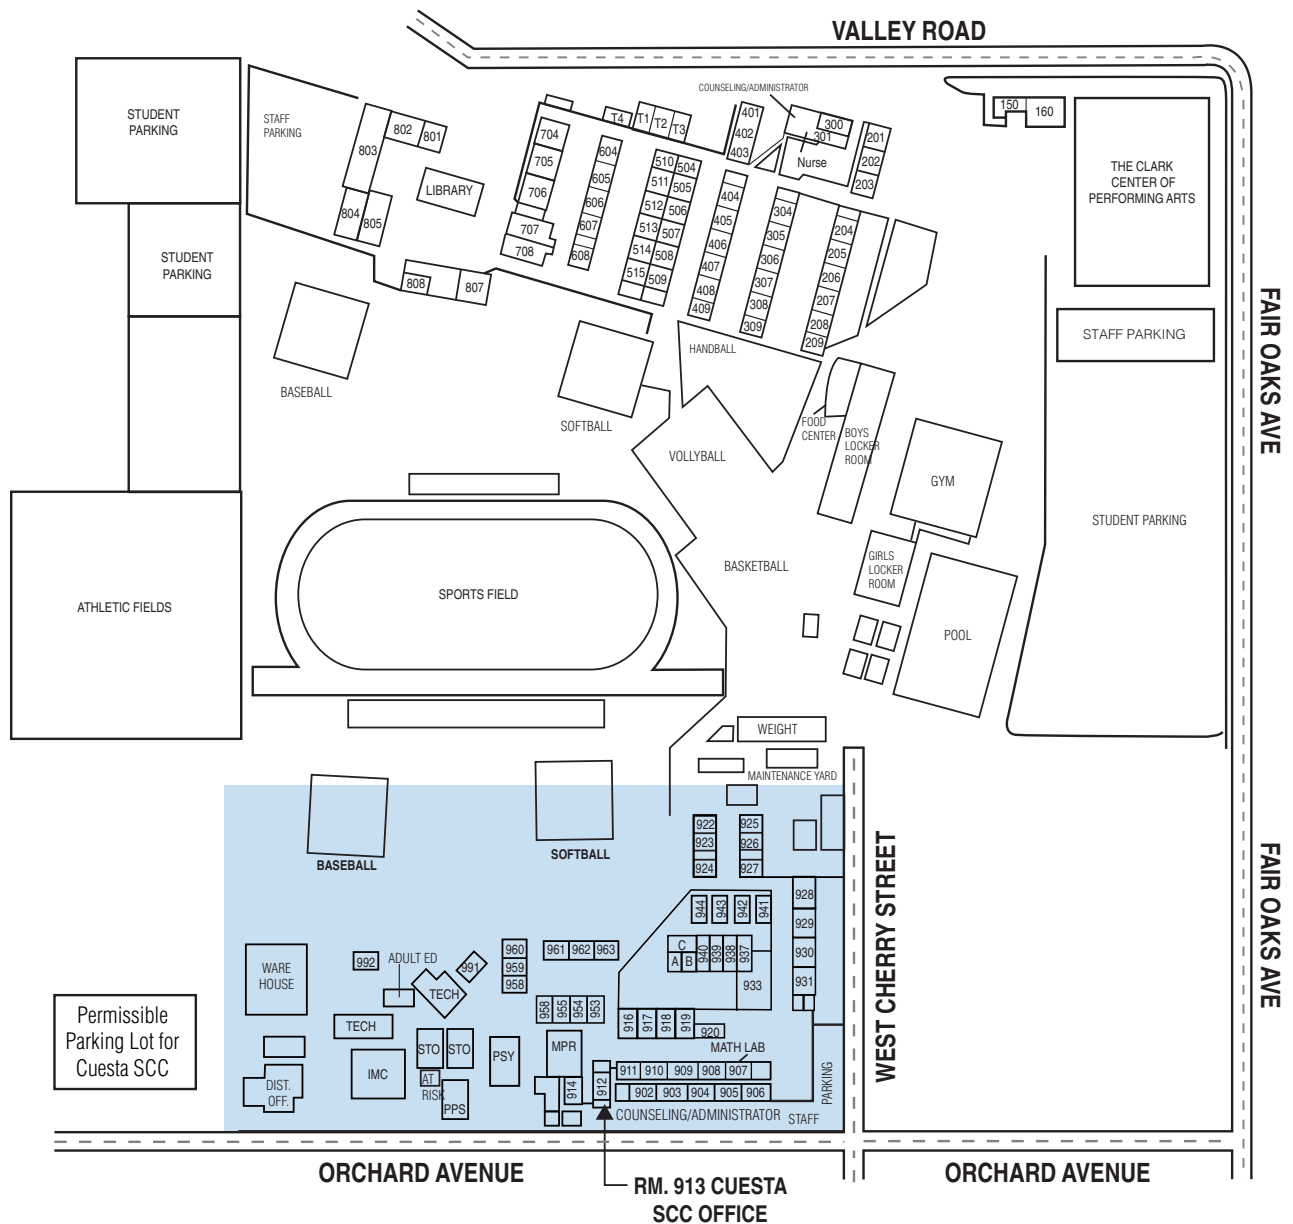 VALLEY ROAD
COUNSELING/ADMINISTRATOR
STUDENT
PARKING
STAFF
PARKING
802
801
803
804
805
LIBRARY
808
807
704
705
706
707
708
T4
T1
T2
T3
604
605
606
607
608
510
504
511
505
512
506
513
507
514
508
515
509
401
402
403
404
405
406
407
408
409
300
301
Nurse
304
305
306
307
308
309
201
202
203
204
205
206
207
208
209
150
160
THE CLARK
CENTER OF
PERFORMING ARTS
STUDENT
PARKING
STAFF PARKING
FAIR OAKS AVE
BASEBALL
SOFTBALL
HANDBALL
VOLLYBALL
FOOD
CENTER
BOYS
LOCKER
ROOM
GYM
STUDENT PARKING
BASKETBALL
GIRLS
LOCKER
ROOM
POOL
ATHLETIC FIELDS
SPORTS FIELD
WEIGHT
MAINTENANCE YARD
BASEBALL
SOFTBALL
922
923
924
925
926
927
928
929
930
931
WEST CHERRY STREET
FAIR OAKS AVE
944
943
942
941
C
A
B
940
939
938
937
933
WARE
HOUSE
992
ADULT ED
991
TECH
960
959
958
961
962
963
958
955
954
953
916
917
918
919
920
TECH
STO
STO
PSY
MPR
MATH LAB
911
910
909
908
907
912
914
902
903
904
905
906
IMC
AT
RISK
PPS
DIST.
OFF.
COUNSELING/ADMINISTRATOR
STAFF
PARKING
Permissible
Parking Lot for
Cuesta SCC
ORCHARD AVENUE
ORCHARD AVENUE
RM. 913 CUESTA
SCC OFFICE